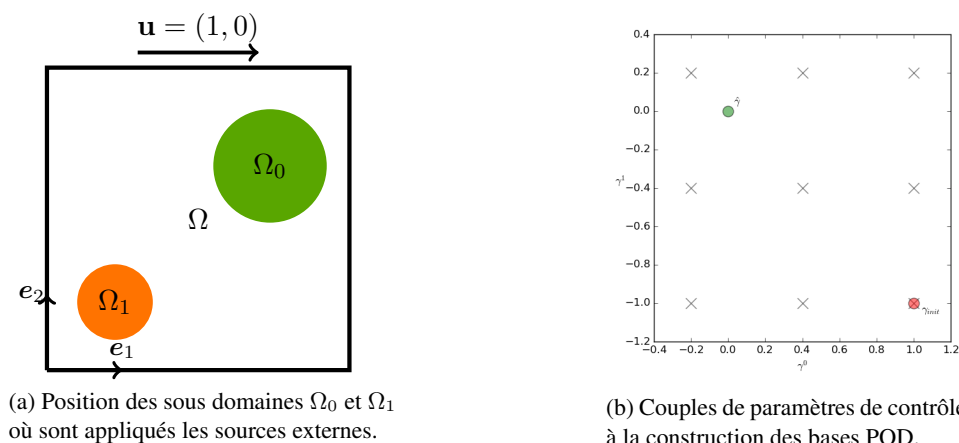 u = (1, 0)
Ω₀
Ω
Ω₁
e₂
e₁
(a) Position des sous domaines Ω₀ et Ω₁
où sont appliqués les sources externes.
0.4
0.2
0.0
−0.2
−0.4
−0.6
−0.8
−1.0
−1.2
γ¹
γ̂
γinit
−0.4 −0.2 0.0 0.2 0.4 0.6 0.8 1.0 1.2
γ⁰
(b) Couples de paramètres de contrôle
à la construction des bases POD.